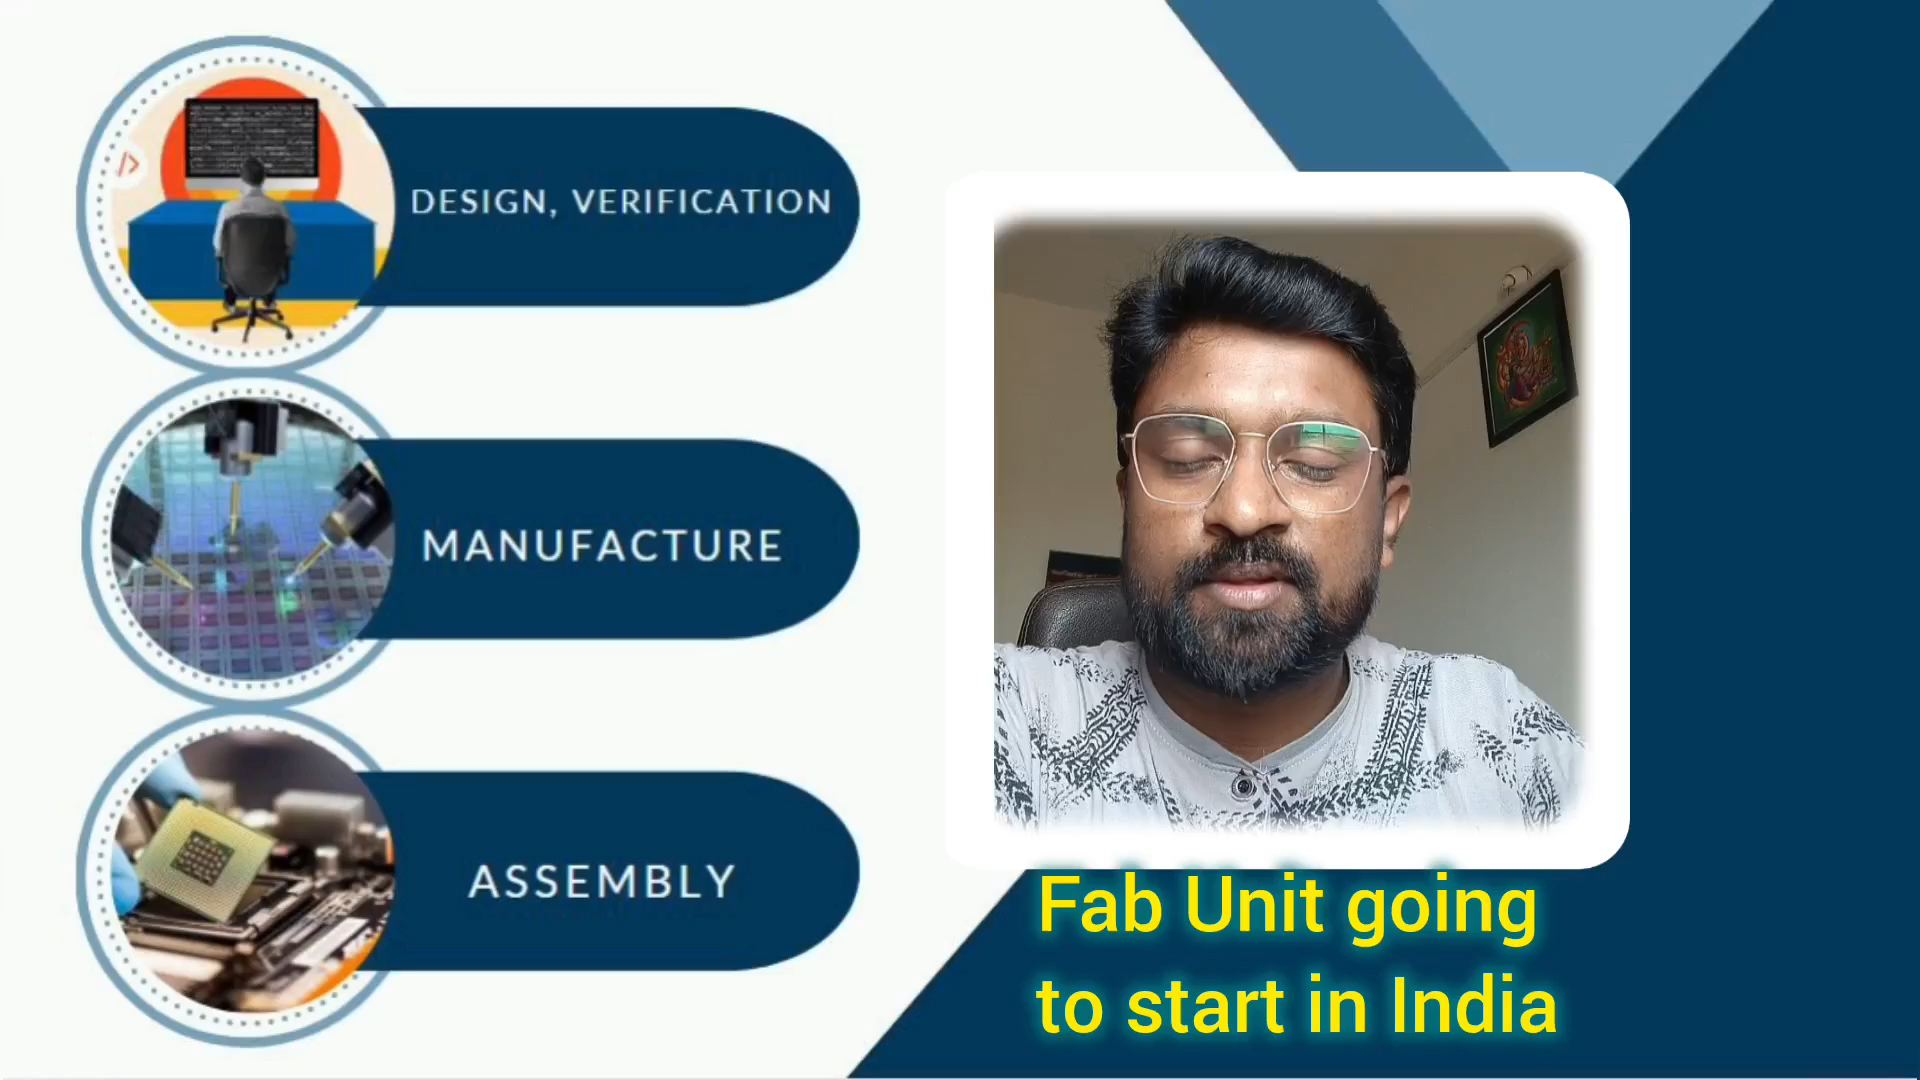 DESIGN, VERIFICATION
MANUFACTURE
ASSEMBLY
Fab Unit going
to start in India